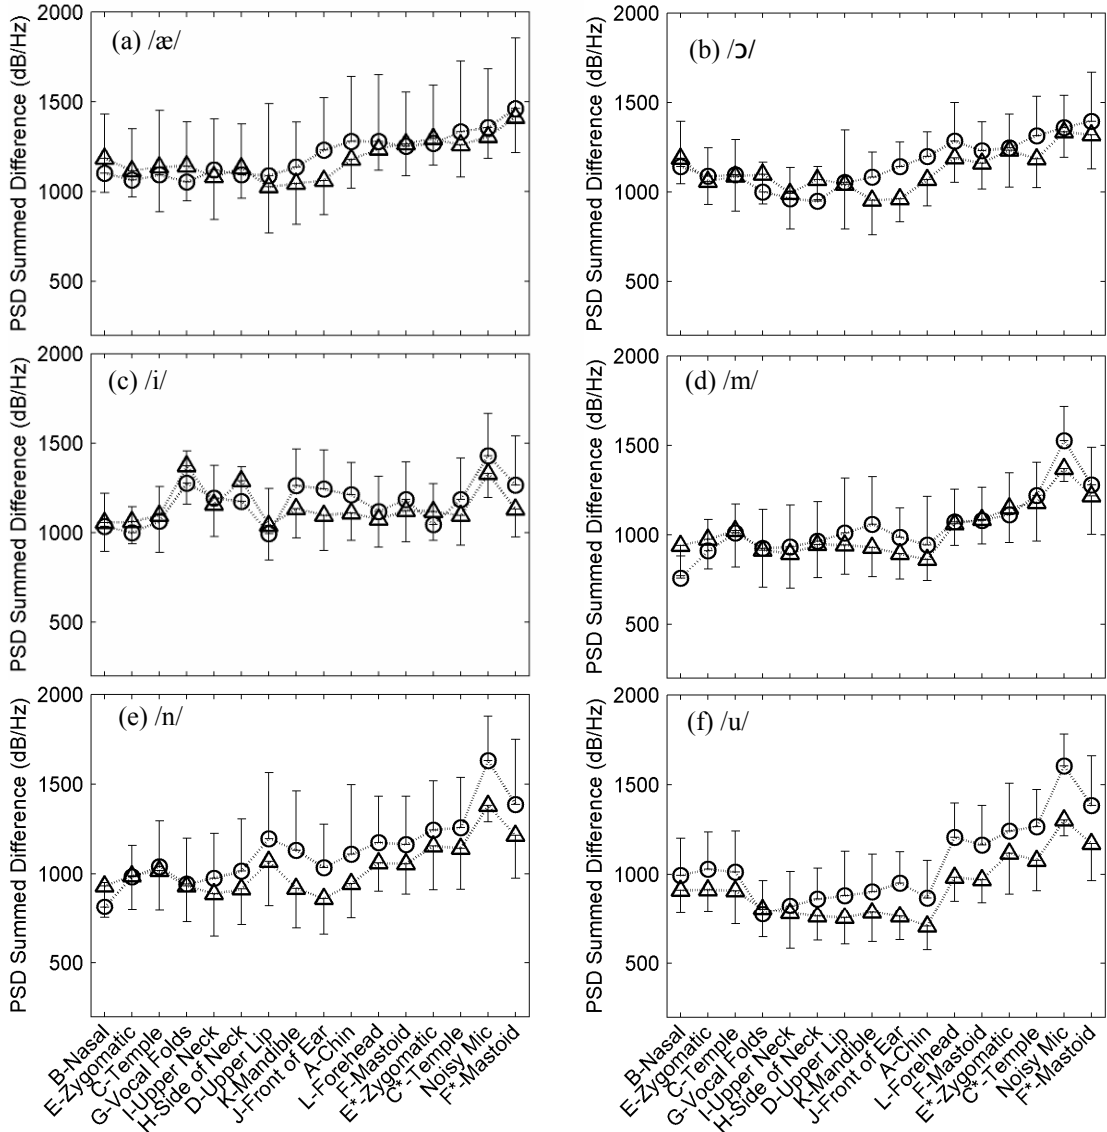 PSD Summed Difference (dB/Hz)
2000
1500
1000
500
(a) /æ/
PSD Summed Difference (dB/Hz)
2000
1500
1000
500
(b) /ɔ/
PSD Summed Difference (dB/Hz)
2000
1500
1000
500
(c) /i/
PSD Summed Difference (dB/Hz)
2000
1500
1000
500
(d) /m/
PSD Summed Difference (dB/Hz)
2000
1500
1000
500
(e) /n/
B-Nasal
E-Zygomatic
C-Temple
G-Vocal Folds
I-Upper Neck
H-Side of Neck
D-Upper Lip
K-Mandible
J-Front of Ear
A-Chin
L-Forehead
F-Mastoid
E*-Zygomatic
C*-Temple
Noisy Mic
F*-Mastoid
PSD Summed Difference (dB/Hz)
2000
1500
1000
500
(f) /u/
B-Nasal
E-Zygomatic
C-Temple
G-Vocal Folds
I-Upper Neck
H-Side of Neck
D-Upper Lip
K-Mandible
J-Front of Ear
A-Chin
L-Forehead
F-Mastoid
E*-Zygomatic
C*-Temple
Noisy Mic
F*-Mastoid